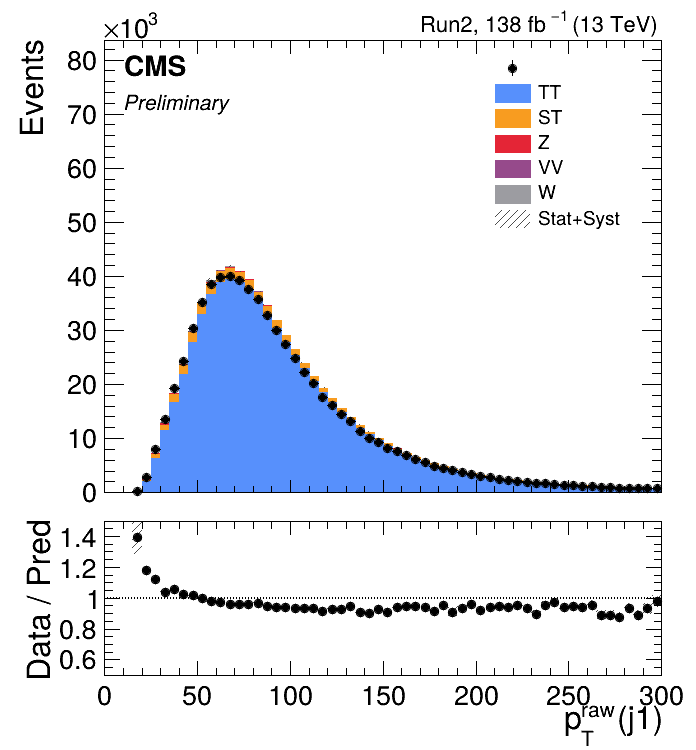 ×10³
Run2, 138 fb⁻¹ (13 TeV)
Events
CMS
Preliminary
TT
ST
Z
VV
W
Stat+Syst
80
70
60
50
40
30
20
10
0
Data / Pred
1.4
1.2
1
0.8
0.6
0 50 100 150 200 250 300
p_T^raw(j1)